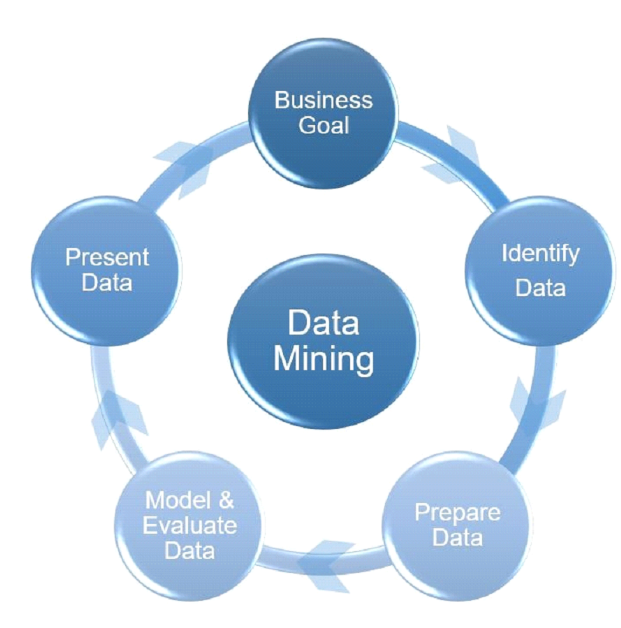 Business
Goal
Identify
Data
Prepare
Data
Model &
Evaluate
Data
Present
Data
Data
Mining